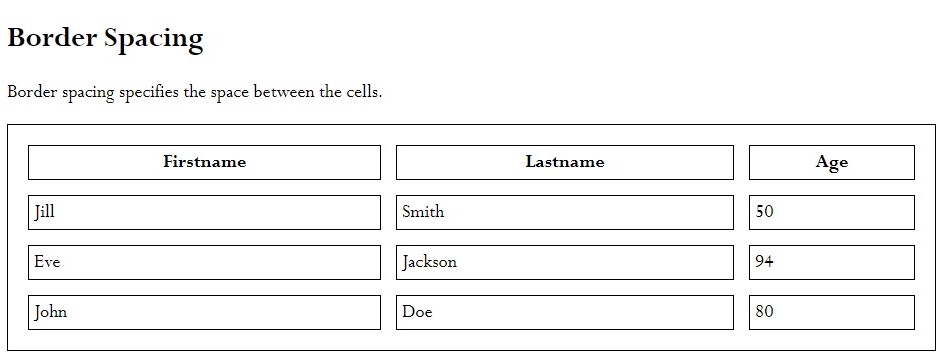 Border Spacing
Border spacing specifies the space between the cells.
Firstname Lastname Age
Jill Smith 50
Eve Jackson 94
John Doe 80